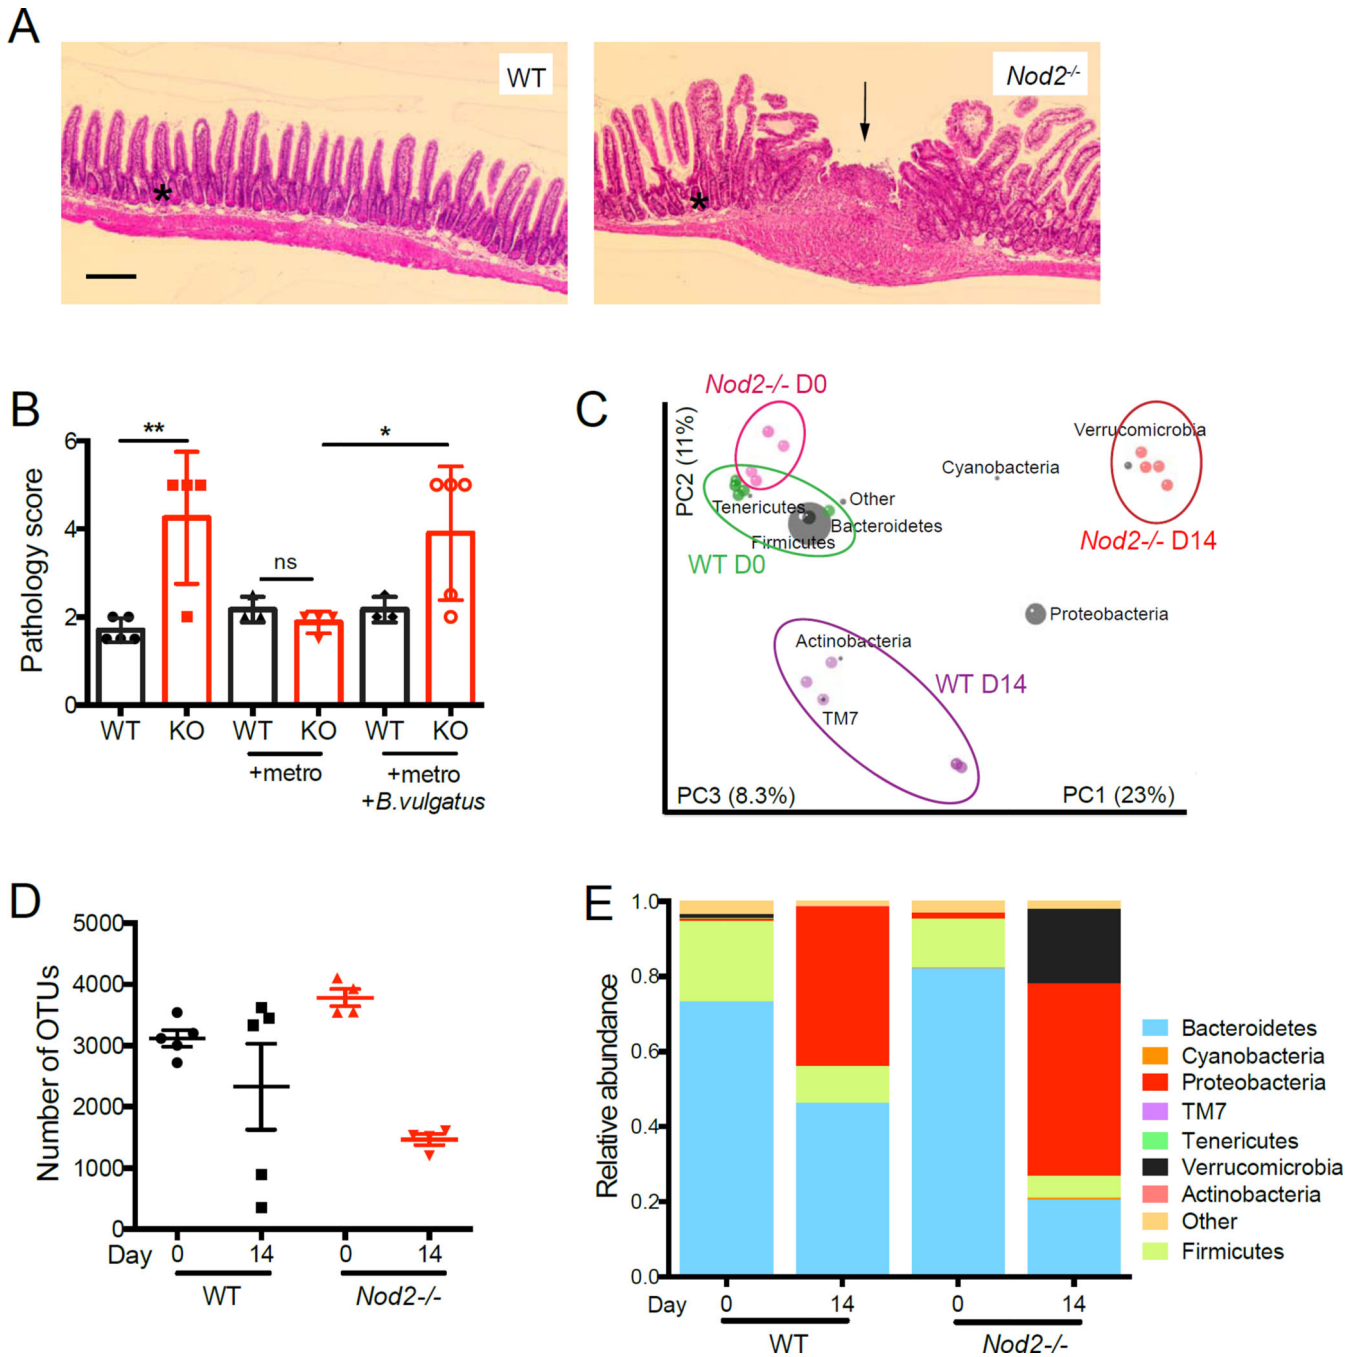 A
WT
Nod2-/-
*
*
B
Pathology score
6
4
2
0
**
ns
*
WT
KO
WT
KO
WT
KO
+metro
+metro
+B.vulgatus
C
Nod2-/- D0
PC2 (11%)
Verrucomicrobia
Cyanobacteria
Tenericutes
Other
Bacteroidetes
Firmicutes
WT D0
Nod2-/- D14
Proteobacteria
Actinobacteria
WT D14
TM7
PC3 (8.3%)
PC1 (23%)
D
Number of OTUs
5000
4000
3000
2000
1000
0
Day 0 14 0 14
WT
Nod2-/-
E
Relative abundance
1.0
0.8
0.6
0.4
0.2
0.0
Day 0 14 0 14
WT
Nod2-/-
Bacteroidetes
Cyanobacteria
Proteobacteria
TM7
Tenericutes
Verrucomicrobia
Actinobacteria
Other
Firmicutes